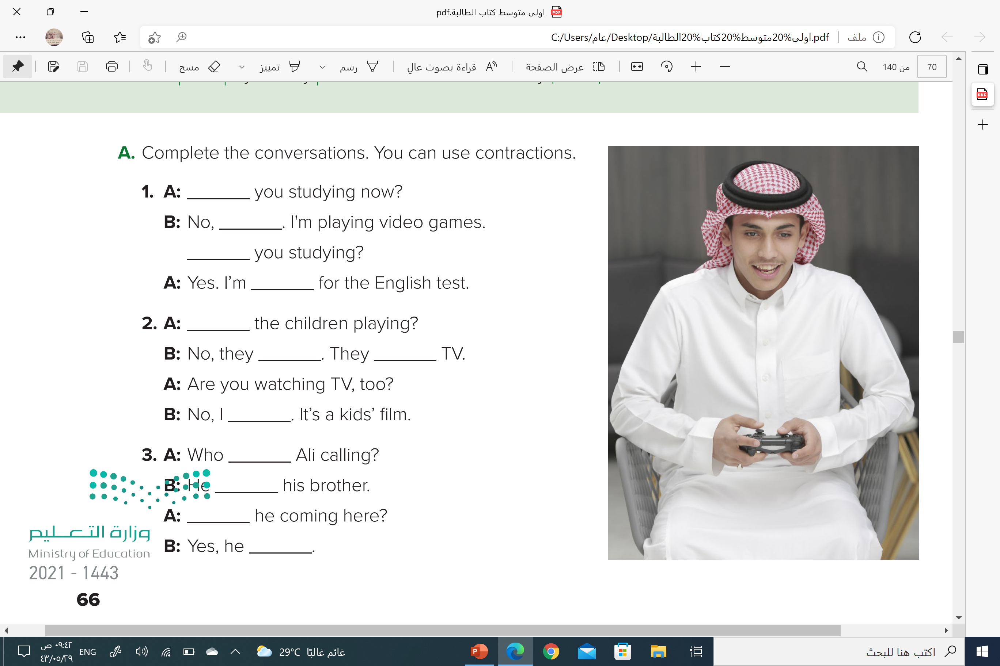 اولى متوسط كتاب الطالبة.pdf
C:/Users/عام/Desktop/اولى%20متوسط%20كتاب%20الطالبة.pdf
ملف
مسح
تمييز
رسم
قراءة بصوت عالٍ
عرض الصفحة
من 140
70
A. Complete the conversations. You can use contractions.
1. A: _______ you studying now?
B: No, _______. I'm playing video games.
_______ you studying?
A: Yes. I’m _______ for the English test.
2. A: _______ the children playing?
B: No, they _______. They _______ TV.
A: Are you watching TV, too?
B: No, I _______. It’s a kids’ film.
3. A: Who _______ Ali calling?
B: He _______ his brother.
A: _______ he coming here?
B: Yes, he _______.
وزارة التعليم
Ministry of Education
2021 - 1443
66
٠٩:٤٢ ص
٤٣/٠٥/٢٩
ENG
29°C غائم غالبًا
اكتب هنا للبحث